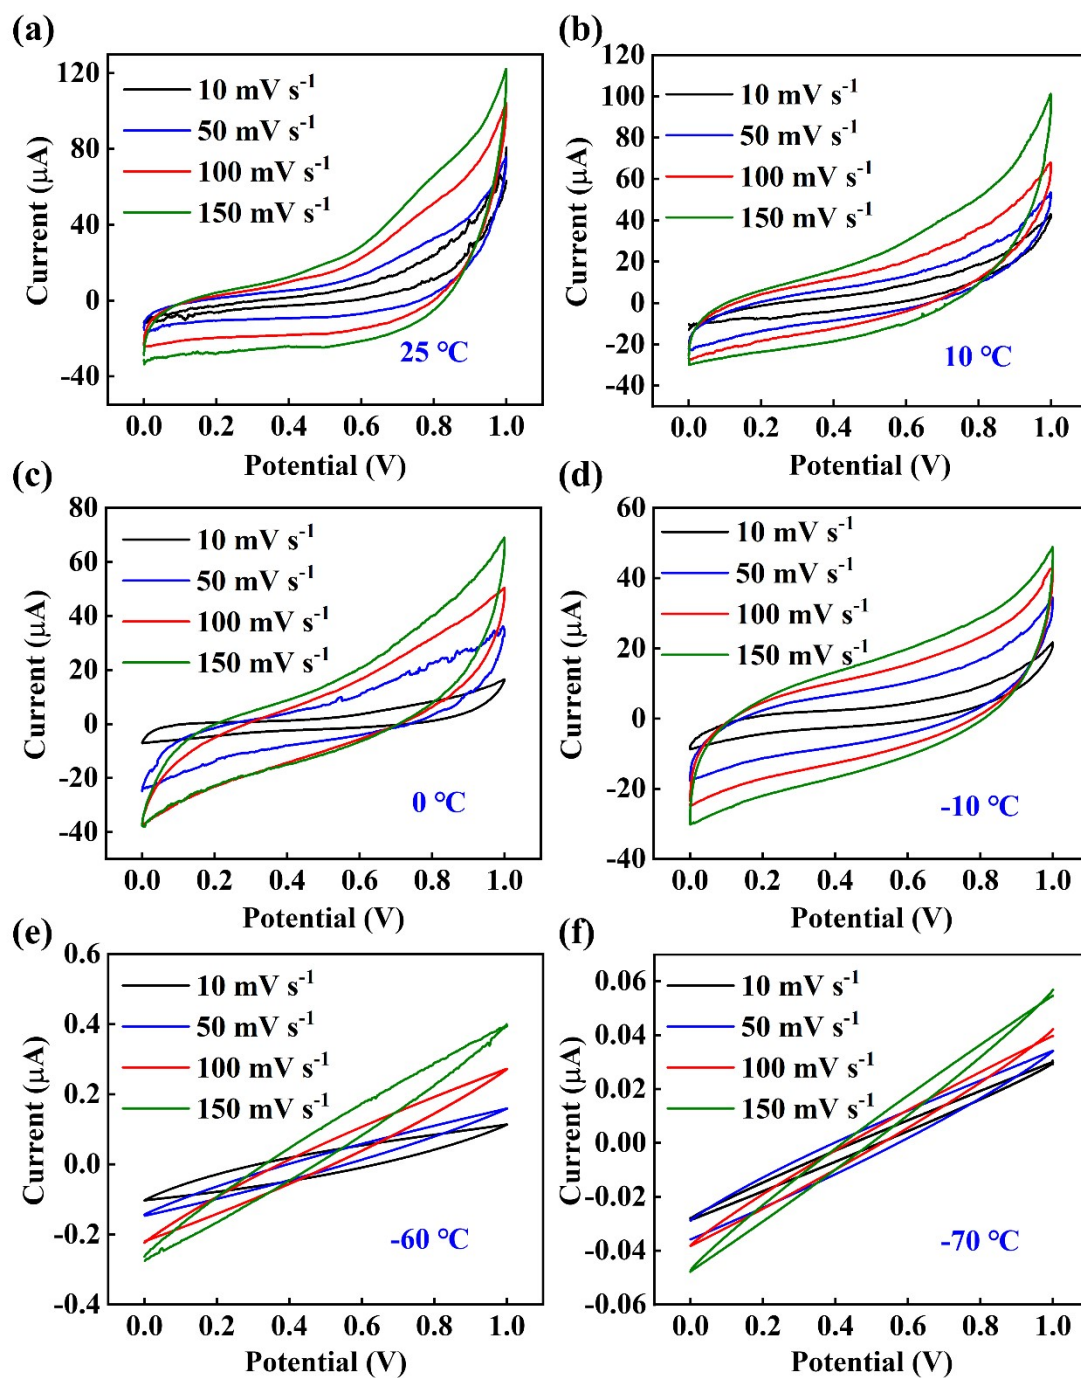 (a)
120
80
40
0
-40
Current (μA)
10 mV s⁻¹
50 mV s⁻¹
100 mV s⁻¹
150 mV s⁻¹
25 °C
0.0 0.2 0.4 0.6 0.8 1.0
Potential (V)
(b)
120
100
80
60
40
20
0
-20
-40
Current (μA)
10 mV s⁻¹
50 mV s⁻¹
100 mV s⁻¹
150 mV s⁻¹
10 °C
0.0 0.2 0.4 0.6 0.8 1.0
Potential (V)
(c)
80
60
40
20
0
-20
-40
Current (μA)
10 mV s⁻¹
50 mV s⁻¹
100 mV s⁻¹
150 mV s⁻¹
0 °C
0.0 0.2 0.4 0.6 0.8 1.0
Potential (V)
(d)
60
40
20
0
-20
-40
Current (μA)
10 mV s⁻¹
50 mV s⁻¹
100 mV s⁻¹
150 mV s⁻¹
-10 °C
0.0 0.2 0.4 0.6 0.8 1.0
Potential (V)
(e)
0.6
0.4
0.2
0.0
-0.2
-0.4
Current (μA)
10 mV s⁻¹
50 mV s⁻¹
100 mV s⁻¹
150 mV s⁻¹
-60 °C
0.0 0.2 0.4 0.6 0.8 1.0
Potential (V)
(f)
0.06
0.04
0.02
0.00
-0.02
-0.04
-0.06
Current (μA)
10 mV s⁻¹
50 mV s⁻¹
100 mV s⁻¹
150 mV s⁻¹
-70 °C
0.0 0.2 0.4 0.6 0.8 1.0
Potential (V)